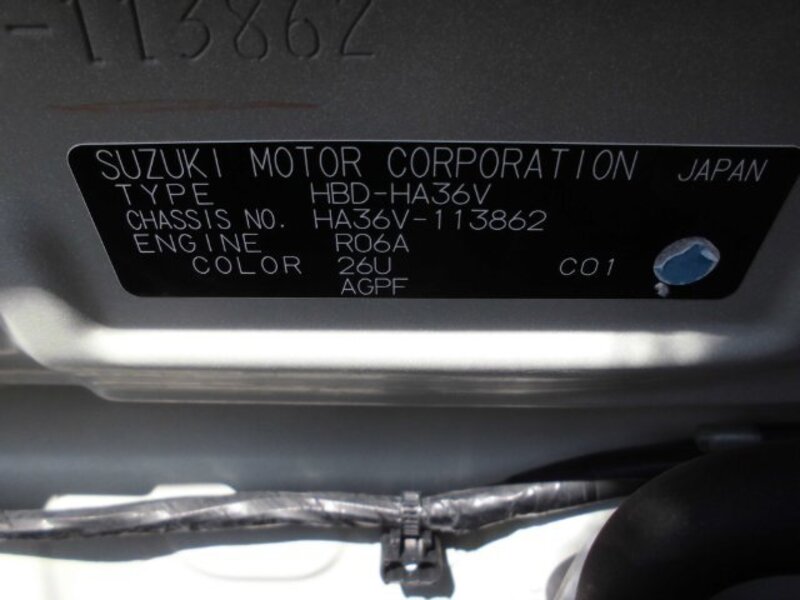 -113862
SUZUKI MOTOR CORPORATION JAPAN
TYPE HBD-HA36V
CHASSIS NO. HA36V-113862
ENGINE R06A
COLOR 26U C01
AGPF